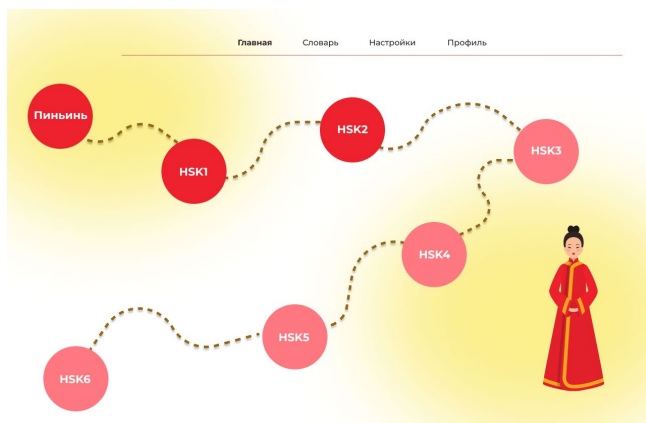 Главная Словарь Настройки Профиль
Пиньинь
HSK1
HSK2
HSK3
HSK4
HSK5
HSK6